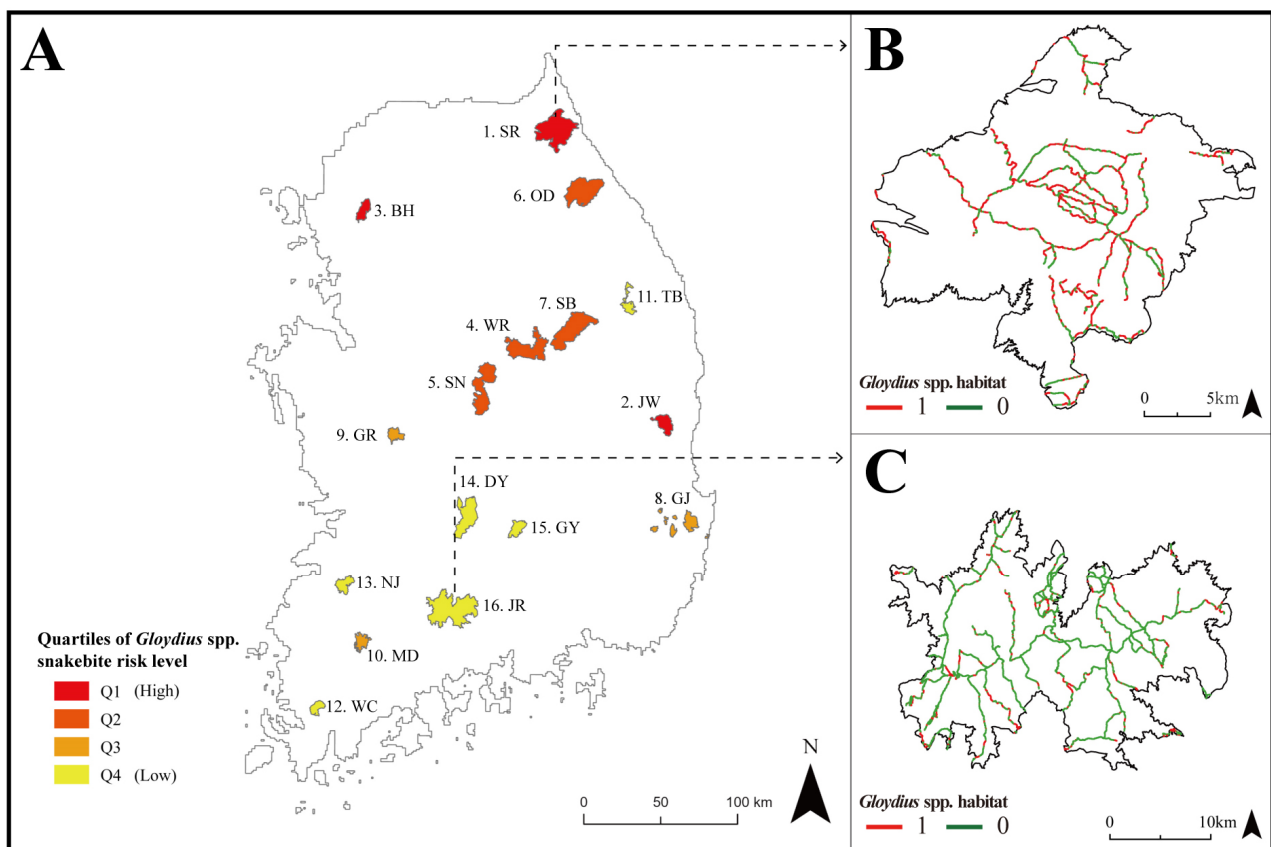 A
1. SR
6. OD
3. BH
11. TB
7. SB
4. WR
5. SN
2. JW
9. GR
14. DY
8. GJ
15. GY
13. NJ
16. JR
10. MD
12. WC
Quartiles of Gloydius spp.
snakebite risk level
Q1 (High)
Q2
Q3
Q4 (Low)
N
0 50 100 km
B
Gloydius spp. habitat
1 0
0 5km
C
Gloydius spp. habitat
1 0
0 10km